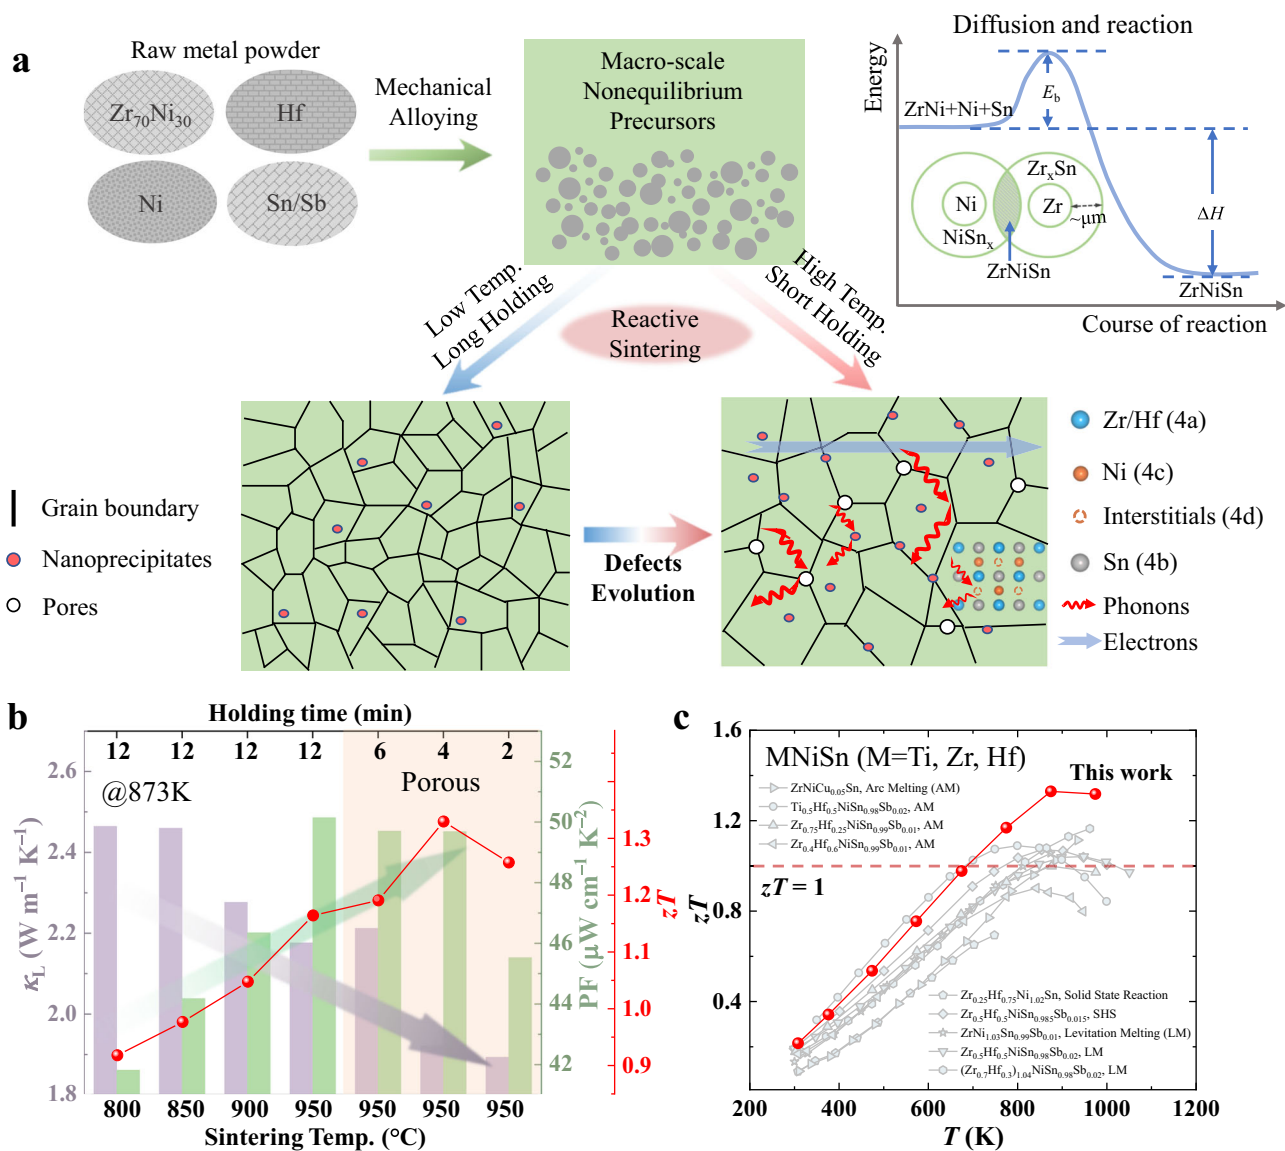 a
Raw metal powder
Zr₇₀Ni₃₀
Hf
Ni
Sn/Sb
Mechanical
Alloying
Macro-scale
Nonequilibrium
Precursors
Diffusion and reaction
Energy
ZrNi+Ni+Sn
E_b
ΔH
ZrₓSn
Ni
Zr
NiSnₓ
~μm
ZrNiSn
ZrNiSn
Course of reaction
Low Temp.
Long Holding
Reactive
Sintering
High Temp.
Short Holding
Grain boundary
Nanoprecipitates
Pores
Defects
Evolution
Zr/Hf (4a)
Ni (4c)
Interstitials (4d)
Sn (4b)
Phonons
Electrons
b
Holding time (min)
12 12 12 12 6 4 2
@873K
Porous
2.6
2.4
2.2
2.0
1.8
κ_L (W m⁻¹ K⁻¹)
52
50
48
46
44
42
PF (μW cm⁻¹ K⁻²)
1.3
1.2
1.1
1.0
0.9
zT
800 850 900 950 950 950 950
Sintering Temp. (°C)
c
MNiSn (M=Ti, Zr, Hf)
This work
ZrNiCu₀.₀₅Sn, Arc Melting (AM)
Ti₀.₅Hf₀.₅NiSn₀.₉₈Sb₀.₀₂, AM
Zr₀.₇₅Hf₀.₂₅NiSn₀.₉₉Sb₀.₀₁, AM
Zr₀.₄Hf₀.₆NiSn₀.₉₉Sb₀.₀₁, AM
zT = 1
Zr₀.₂₅Hf₀.₇₅Ni₁.₀₂Sn, Solid State Reaction
Zr₀.₅Hf₀.₅NiSn₀.₉₈₅Sb₀.₀₁₅, SHS
ZrNi₁.₀₃Sn₀.₉₉Sb₀.₀₁, Levitation Melting (LM)
Zr₀.₅Hf₀.₅NiSn₀.₉₈Sb₀.₀₂, LM
(Zr₀.₇Hf₀.₃)₁.₀₄NiSn₀.₉₈Sb₀.₀₂, LM
1.6
1.2
0.8
0.4
zT
200 400 600 800 1000 1200
T (K)